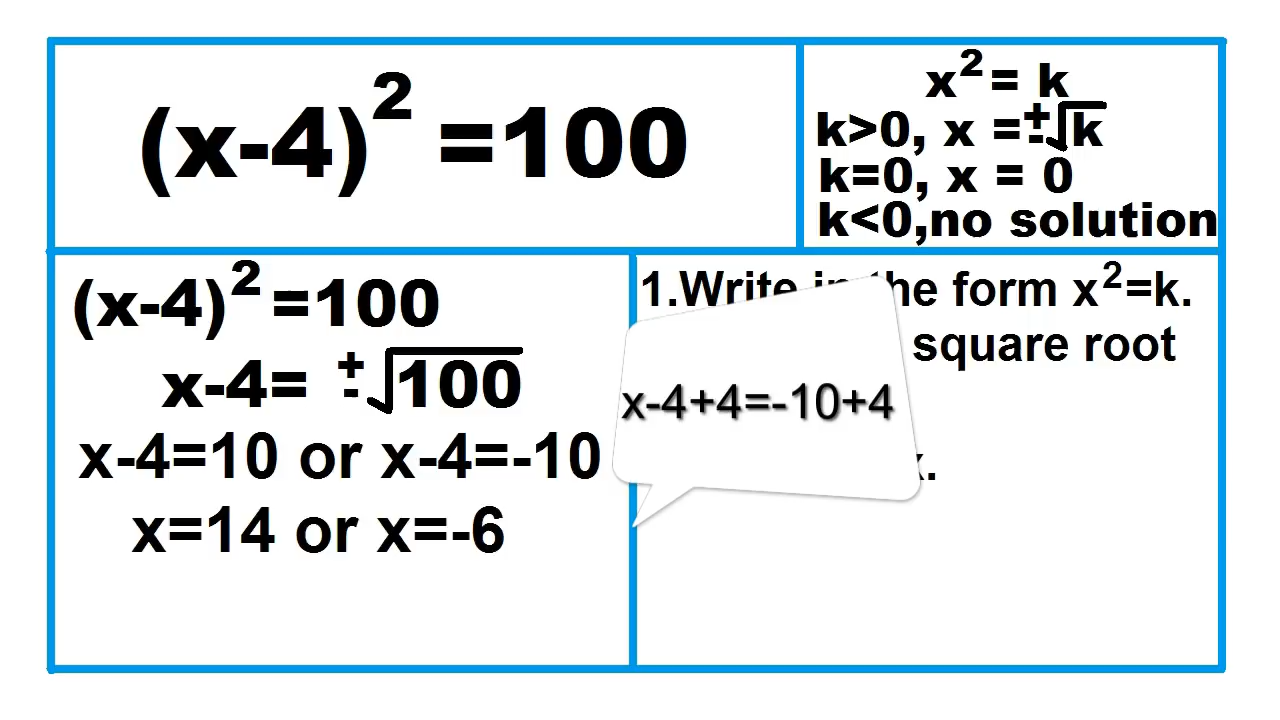 (x-4)² =100
x² = k
k>0, x =±√k
k=0, x = 0
k<0,no solution
(x-4)² =100
x-4= ±√100
x-4=10 or x-4=-10
x=14 or x=-6
1.Write in the form x²=k.
square root
x-4+4=-10+4
x.